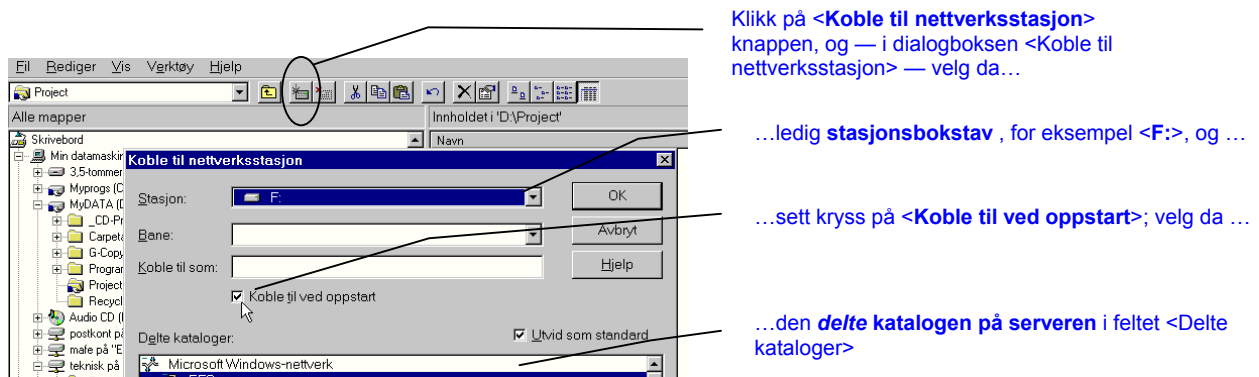 Klikk på <Koble til nettverksstasjon>
knappen, og — i dialogboksen <Koble til
nettverksstasjon> — velg da…
Fil Rediger Vis Verktøy Hjelp
Project
Alle mapper
Innholdet i 'D:\Project'
Skrivebord
Navn
…ledig stasjonsbokstav , for eksempel <F:>, og …
Min datamaskin
3,5-tommer
Myprogs (C
MyDATA (D
_CD-Pr
Carpeta
G-Copy
Program
Project
Recycl
Audio CD (
postkont på
mafe på "E
teknisk på
Koble til nettverksstasjon
Stasjon:
F:
OK
Bane:
Avbryt
…sett kryss på <Koble til ved oppstart>; velg da …
Koble til som:
Hjelp
Koble til ved oppstart
Delte kataloger:
Utvid som standard
…den delte katalogen på serveren i feltet <Delte
kataloger>
Microsoft Windows-nettverk